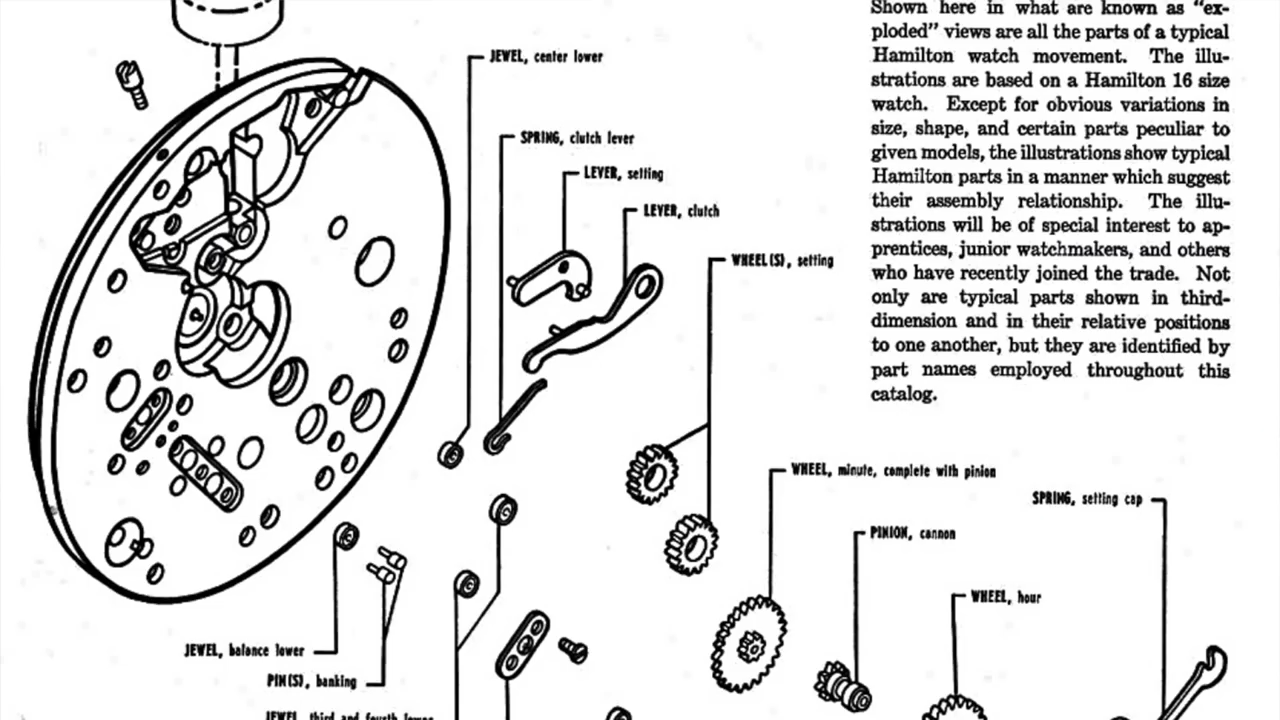 Shown here in what are known as “ex-
ploded” views are all the parts of a typical
Hamilton watch movement. The illu-
strations are based on a Hamilton 16 size
watch. Except for obvious variations in
size, shape, and certain parts peculiar to
given models, the illustrations show typical
Hamilton parts in a manner which suggest
their assembly relationship. The illu-
strations will be of special interest to ap-
prentices, junior watchmakers, and others
who have recently joined the trade. Not
only are typical parts shown in third-
dimension and in their relative positions
to one another, but they are identified by
part names employed throughout this
catalog.
JEWEL, center lower
SPRING, clutch lever
LEVER, setting
LEVER, clutch
WHEEL(S), setting
WHEEL, minute, complete with pinion
SPRING, setting cap
PINION, cannon
WHEEL, hour
JEWEL, balance lower
PIN(S), banking
JEWEL, third and fourth lower